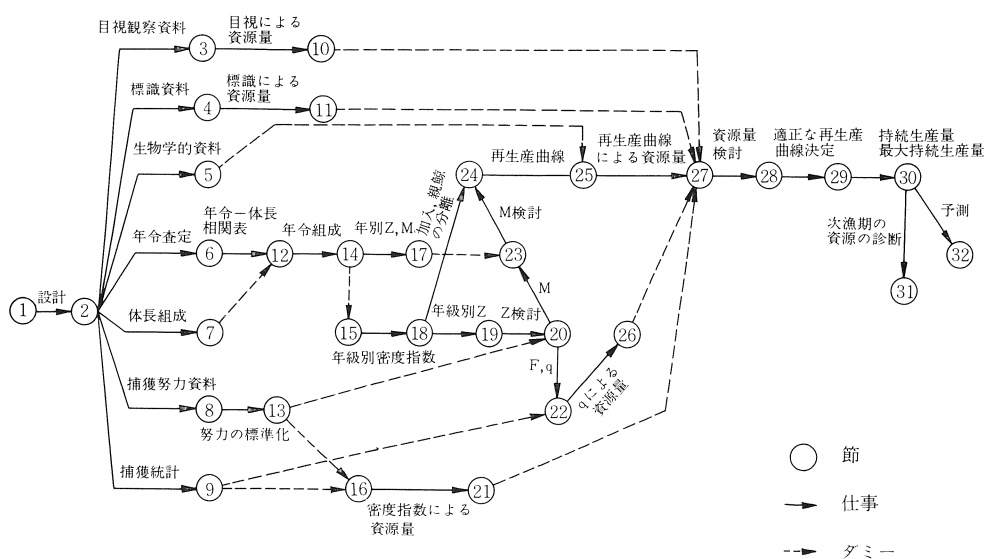 目視観察資料
3
目視による
資源量
10
標識資料
4
標識による
資源量
11
生物学的資料
5
再生産曲線
24
25
再生産曲線
による資源量
27
資源量
検討
28
適正な再生産
曲線決定
29
持続生産量
最大持続生産量
30
予測
32
次漁期の
資源の診断
31
加入,親鯨
の分離
M検討
年令査定
6
年令−体長
相関表
12
年令組成
14
年別Z,M
17
23
M
1
設計
2
体長組成
7
15
年級別密度指数
18
年級別Z
19
Z検討
20
26
F,q
qによる
資源量
22
捕獲努力資料
8
13
努力の標準化
捕獲統計
9
16
密度指数による
資源量
21
節
仕事
ダミー